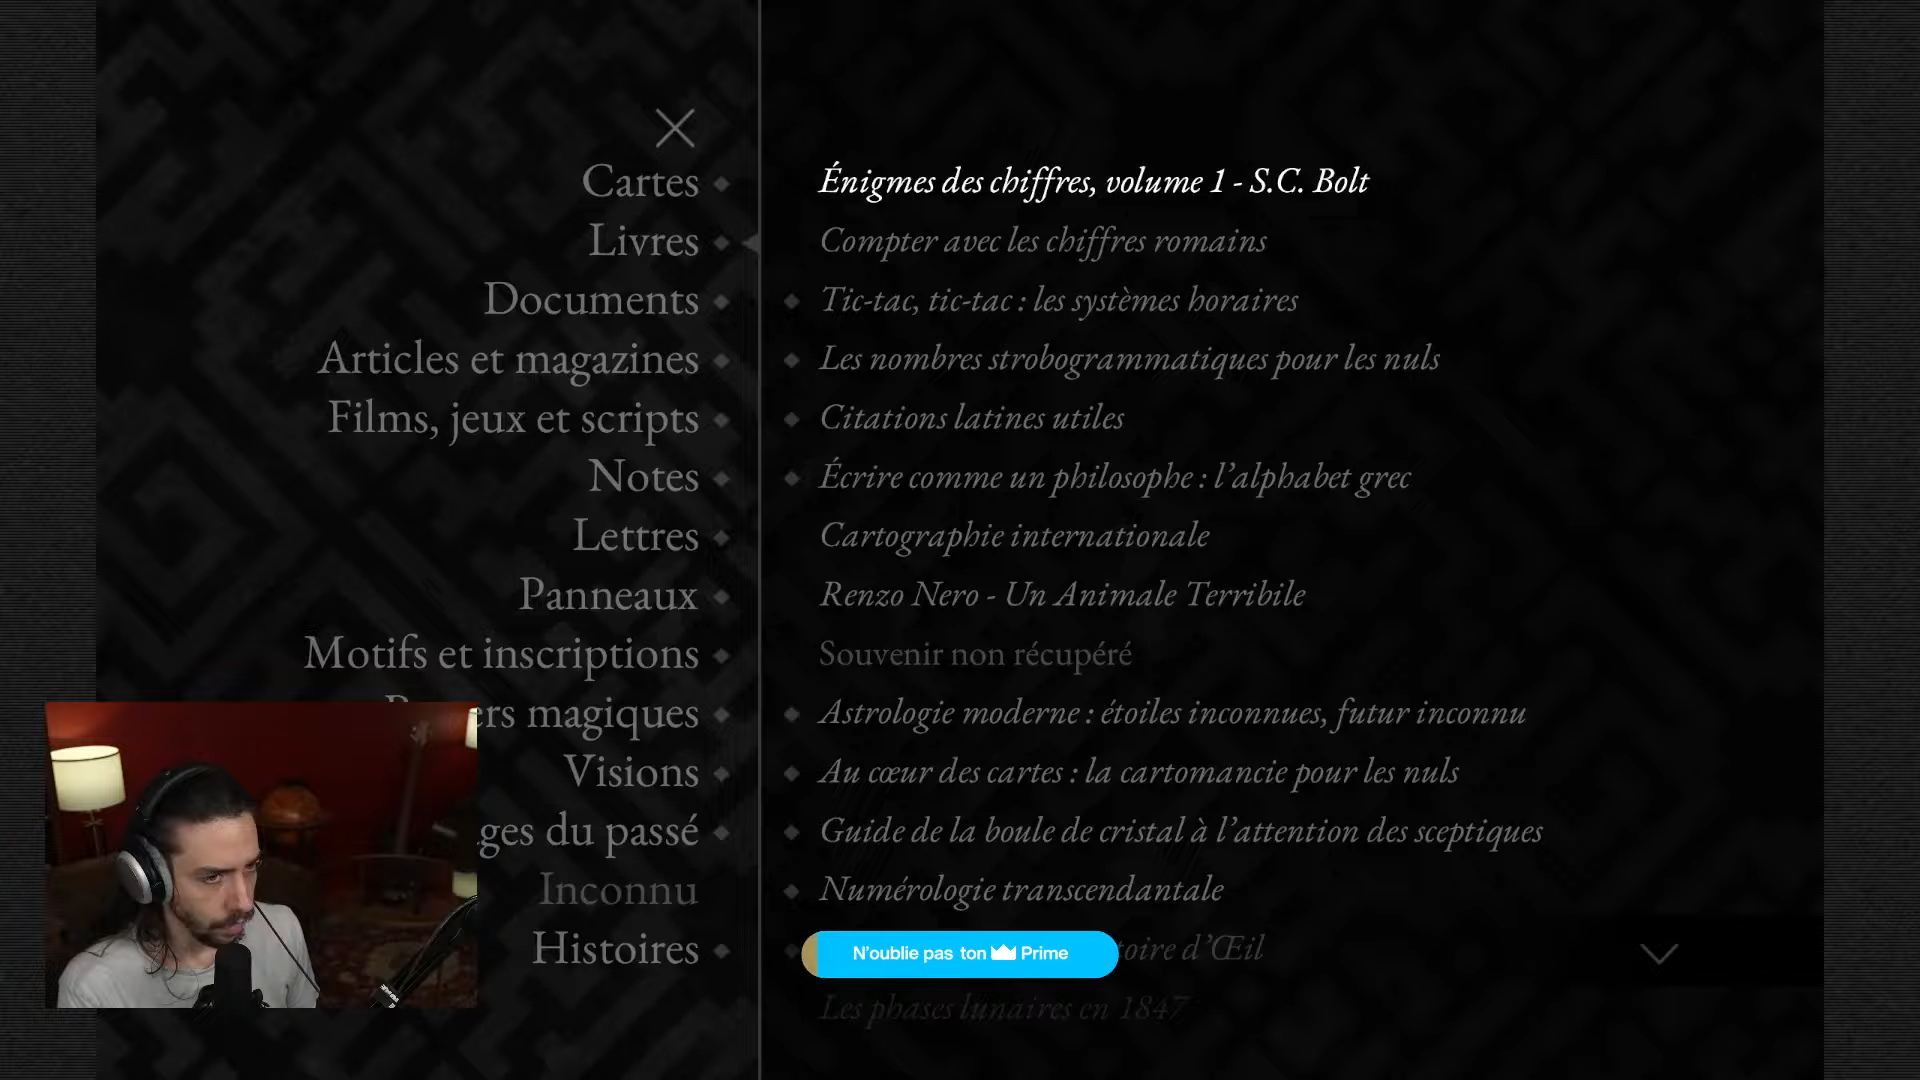 Cartes
Livres
Documents
Articles et magazines
Films, jeux et scripts
Notes
Lettres
Panneaux
Motifs et inscriptions
magiques
Visions
du passé
Inconnu
Histoires
Énigmes des chiffres, volume 1 - S.C. Bolt
Compter avec les chiffres romains
Tic-tac, tic-tac : les systèmes horaires
Les nombres strobogrammatiques pour les nuls
Citations latines utiles
Écrire comme un philosophe : l’alphabet grec
Cartographie internationale
Renzo Nero - Un Animale Terribile
Souvenir non récupéré
Astrologie moderne : étoiles inconnues, futur inconnu
Au cœur des cartes : la cartomancie pour les nuls
Guide de la boule de cristal à l’attention des sceptiques
Numérologie transcendantale
d’Œil
Les phases lunaires en 1847
N'oublie pas ton Prime